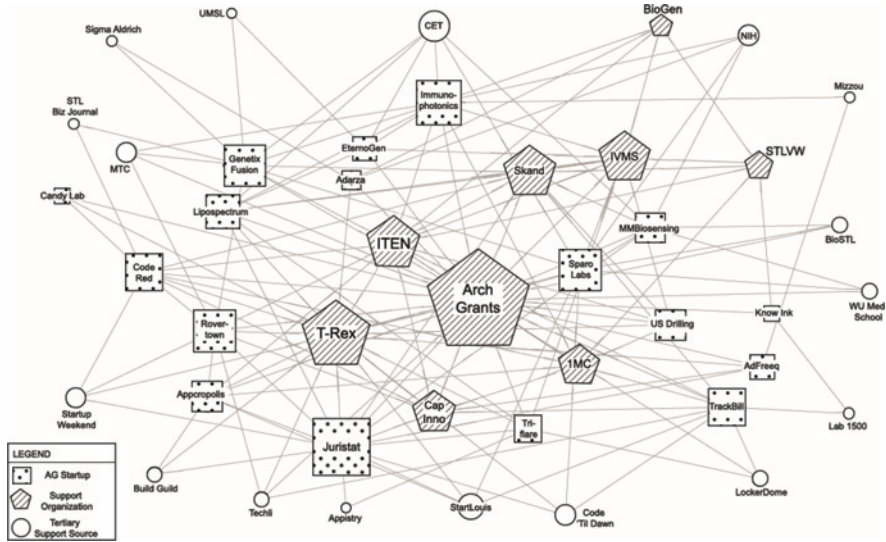 UMSL
CET
BioGen
Sigma Aldrich
NIH
Immuno-
photonics
Mizzou
STL
Biz Journal
MTC
Genetix
Fusion
EternoGen
Adarza
Skand
IVMS
STLVW
Candy Lab
Lipospectrum
MMBiosensing
BioSTL
ITEN
Code
Red
Sparo
Labs
Arch
Grants
WU Med
School
Rover-
town
T-Rex
US Drilling
Know Ink
1MC
AdFreeq
Startup
Weekend
Appcropolis
Cap
Inno
TrackBill
Lab 1500
Juristat
Tri-
flare
LEGEND
AG Startup
Support
Organization
Tertiary
Support Source
Build Guild
Techli
Appistry
StartLouis
Code
'Til Dawn
LockerDome